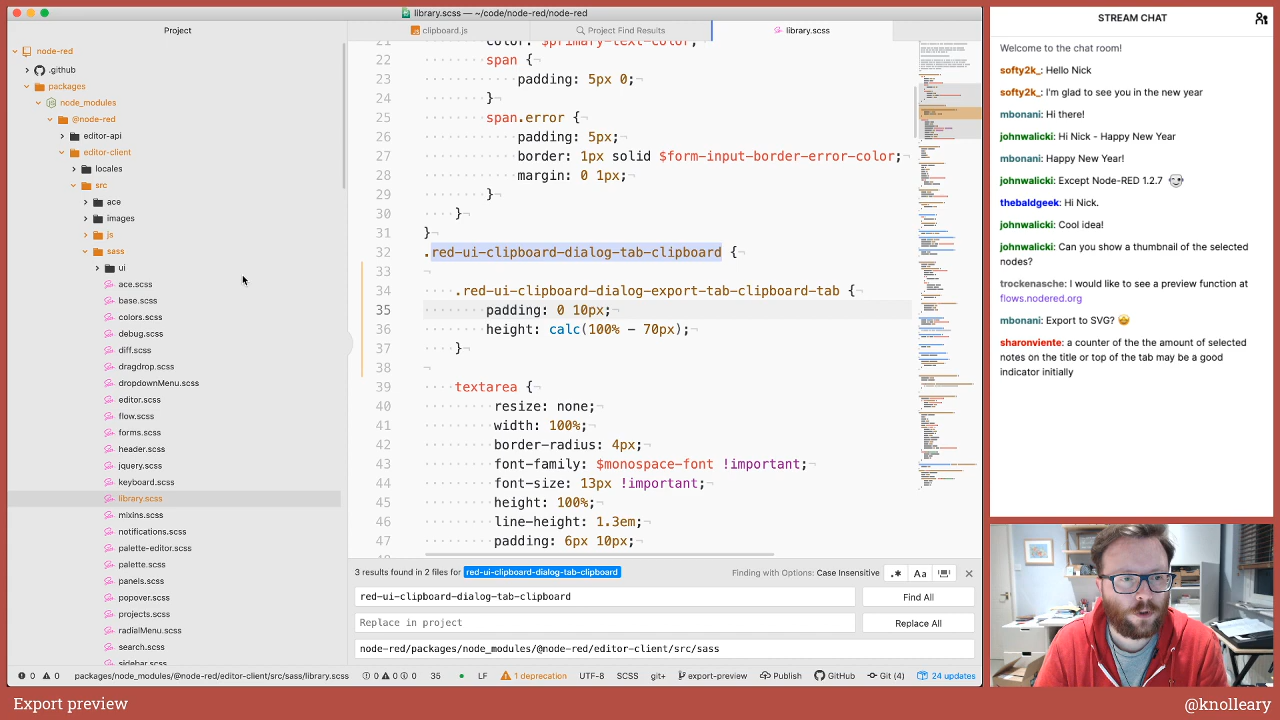 library.scss — ~/code/node-red/node-red
Project
node-red
.github
packages
node_modules
@node-red
editor-api
editor-client
locales
src
ace
images
js
sass
ui
ace.scss
base.scss
colors.scss
debug.scss
diff.scss
dragdrop.scss
dropdownMenu.scss
editor.scss
flow.scss
forms.scss
header.scss
jquery.scss
keyboard.scss
library.scss
mixins.scss
notifications.scss
palette-editor.scss
palette.scss
panels.scss
popover.scss
projects.scss
radialMenu.scss
search.scss
sidebar.scss
clipboard.js
Project Find Results
library.scss
21 color: $primary-text-color;
span {
padding: 5px 0;
24 }
25 span.error {
26 padding: 5px;
27 border: 1px solid $form-input-border-error-color;
28 margin: 0 1px;
29 }
30 }
31 }
.red-ui-clipboard-dialog-tab-clipboard {
33
34 .red-ui-clipboard-dialog-export-tab-clipboard-tab {
padding: 0 10px;
height: calc(100% - 70px);
}
textarea {
resize: none;
width: 100%;
border-radius: 4px;
font-family: $monospace-font !important;
font-size: 13px !important;
45 height: 100%;
46 line-height: 1.3em;
47 padding: 6px 10px;
3 results found in 2 files for red-ui-clipboard-dialog-tab-clipboard
Finding with Options: Case Insensitive
.* Aa
red-ui-clipboard-dialog-tab-clipboard
Find All
Replace in project
Replace All
node-red/packages/node_modules/@node-red/editor-client/src/sass
0 0 packages/node_modules/@node-red/editor-client/src/sass/library.scss 0 0 0 35 LF 1 deprecation UTF-8 SCSS git+ export-preview Publish GitHub Git (4) 24 updates
STREAM CHAT
Welcome to the chat room!
softy2k_: Hello Nick
softy2k_: I'm glad to see you in the new year
mbonani: Hi there!
johnwalicki: Hi Nick - Happy New Year
mbonani: Happy New Year!
johnwalicki: Except Node-RED 1.2.7
thebaldgeek: Hi Nick.
johnwalicki: Cool idea!
johnwalicki: Can you show a thumbnail of the selected
nodes?
trockenasche: I would like to see a preview function at
flows.nodered.org
mbonani: Export to SVG?
sharonviente: a counter of the the amount of selected
notes on the title or top of the tab may be a good
indicator initially
Export preview
@knolleary